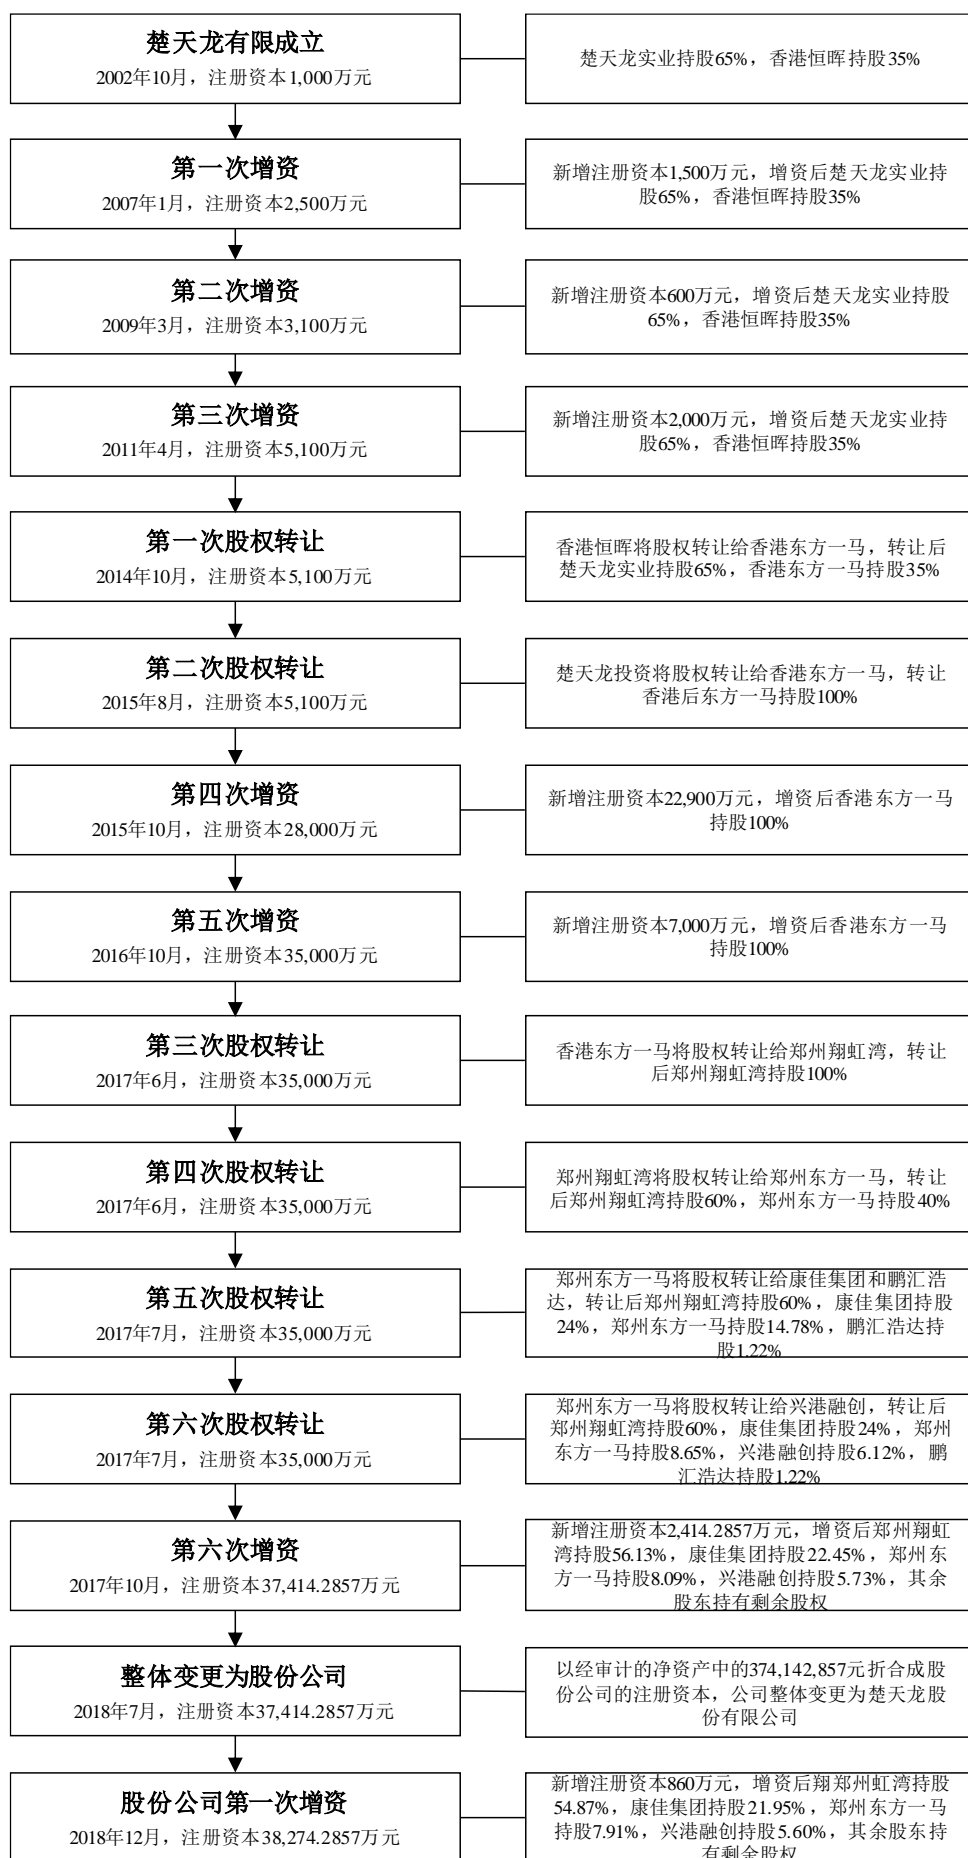 楚天龙有限成立
2002年10月，注册资本1,000万元
楚天龙实业持股65%，香港恒晖持股35%
第一次增资
2007年1月，注册资本2,500万元
新增注册资本1,500万元，增资后楚天龙实业持
股65%，香港恒晖持股35%
第二次增资
2009年3月，注册资本3,100万元
新增注册资本600万元，增资后楚天龙实业持股
65%，香港恒晖持股35%
第三次增资
2011年4月，注册资本5,100万元
新增注册资本2,000万元，增资后楚天龙实业持
股65%，香港恒晖持股35%
第一次股权转让
2014年10月，注册资本5,100万元
香港恒晖将股权转让给香港东方一马，转让后
楚天龙实业持股65%，香港东方一马持股35%
第二次股权转让
2015年8月，注册资本5,100万元
楚天龙投资将股权转让给香港东方一马，转让
香港后东方一马持股100%
第四次增资
2015年10月，注册资本28,000万元
新增注册资本22,900万元，增资后香港东方一马
持股100%
第五次增资
2016年10月，注册资本35,000万元
新增注册资本7,000万元，增资后香港东方一马
持股100%
第三次股权转让
2017年6月，注册资本35,000万元
香港东方一马将股权转让给郑州翔虹湾，转让
后郑州翔虹湾持股100%
第四次股权转让
2017年6月，注册资本35,000万元
郑州翔虹湾将股权转让给郑州东方一马，转让
后郑州翔虹湾持股60%，郑州东方一马持股40%
第五次股权转让
2017年7月，注册资本35,000万元
郑州东方一马将股权转让给康佳集团和鹏汇浩
达，转让后郑州翔虹湾持股60%，康佳集团持股
24%，郑州东方一马持股14.78%，鹏汇浩达持
股1.22%
第六次股权转让
2017年7月，注册资本35,000万元
郑州东方一马将股权转让给兴港融创，转让后
郑州翔虹湾持股60%，康佳集团持股24%，郑州
东方一马持股8.65%，兴港融创持股6.12%，鹏
汇浩达持股1.22%
第六次增资
2017年10月，注册资本37,414.2857万元
新增注册资本2,414.2857万元，增资后郑州翔虹
湾持股56.13%，康佳集团持股22.45%，郑州东
方一马持股8.09%，兴港融创持股5.73%，其余
股东持有剩余股权
整体变更为股份公司
2018年7月，注册资本37,414.2857万元
以经审计的净资产中的374,142,857元折合成股
份公司的注册资本，公司整体变更为楚天龙股
份有限公司
股份公司第一次增资
2018年12月，注册资本38,274.2857万元
新增注册资本860万元，增资后翔郑州虹湾持股
54.87%，康佳集团持股21.95%，郑州东方一马
持股7.91%，兴港融创持股5.60%，其余股东持
有剩余股权